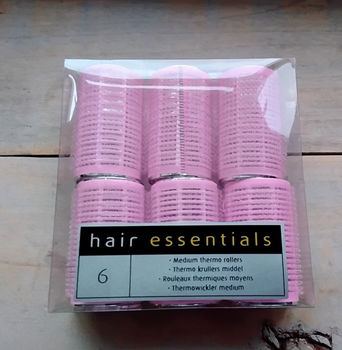 hair essentials
6
· Medium thermo rollers
· Thermo krullers middel
· Rouleaux thermiques moyens
· Thermowickler medium